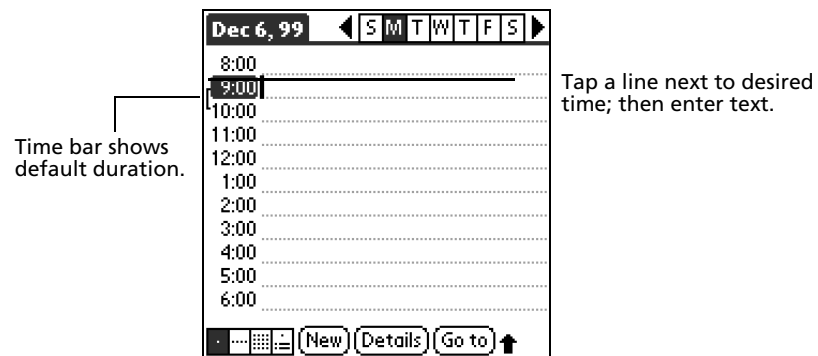 Dec 6, 99 S M T W T F S
8:00
9:00
10:00
11:00
12:00
1:00
2:00
3:00
4:00
5:00
6:00
New Details Go to
Time bar shows
default duration.
Tap a line next to desired
time; then enter text.